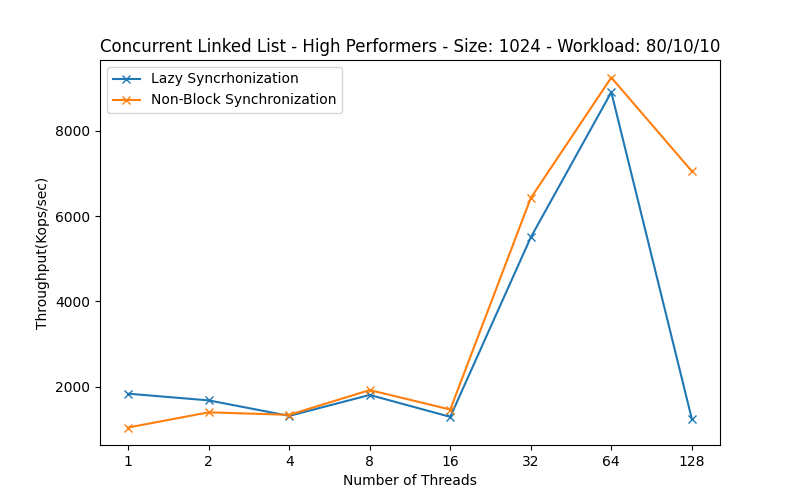 Concurrent Linked List - High Performers - Size: 1024 - Workload: 80/10/10
Lazy Syncrhonization
Non-Block Synchronization
8000
6000
4000
2000
Throughput(Kops/sec)
1 2 4 8 16 32 64 128
Number of Threads